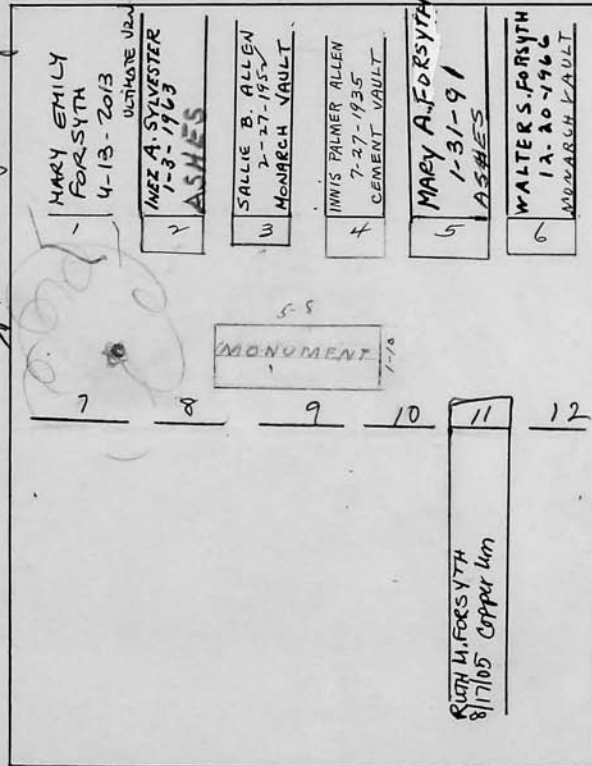 MARY EMILY
FORSYTH
4-13-2013
ULTIMATE URN
1
INEZ A. SYLVESTER
1-3-1963
ASHES
2
SALLIE B. ALLEN
2-27-1952
MONARCH VAULT
3
INNIS PALMER ALLEN
7-27-1935
CEMENT VAULT
4
MARY A. FORSYTH
1-31-91
ASHES
5
WALTER S. FORSYTH
12-20-1966
MONARCH VAULT
6
5-8
MONUMENT
1-10
7
8
9
10
11
12
RUTH H. FORSYTH
8/17/05 Copper Urn